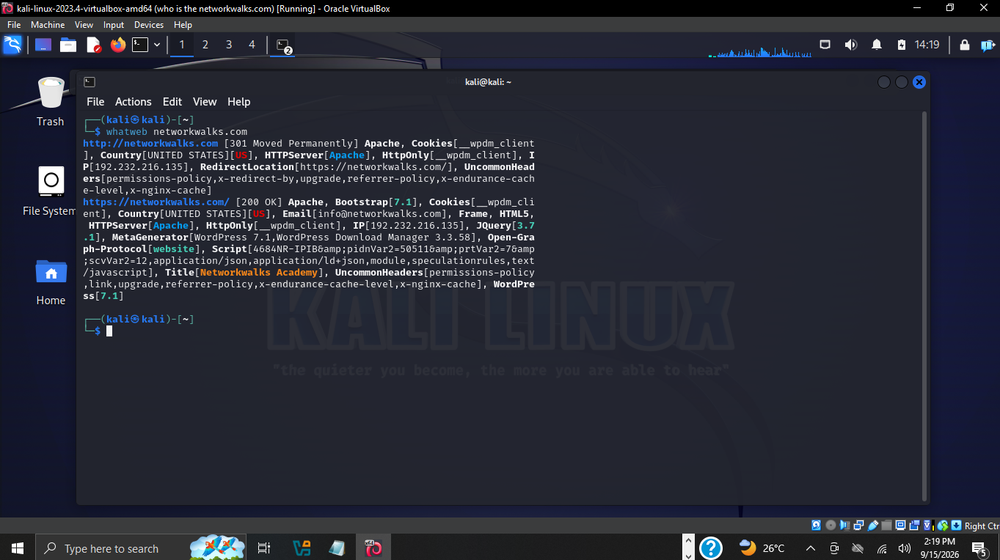 kali-linux-2023.4-virtualbox-amd64 (who is the networkwalks.com) [Running] - Oracle VirtualBox
File Machine View Input Devices Help
1 2 3 4 2 14:19
Trash
File System
Home
kali@kali: ~
File Actions Edit View Help
┌──(kali㉿kali)-[~]
└─$ whatweb networkwalks.com
http://networkwalks.com [301 Moved Permanently] Apache, Cookies[__wpdm_client
], Country[UNITED STATES][US], HTTPServer[Apache], HttpOnly[__wpdm_client], I
P[192.232.216.135], RedirectLocation[https://networkwalks.com/], UncommonHead
ers[permissions-policy,x-redirect-by,upgrade,referrer-policy,x-endurance-cach
e-level,x-nginx-cache]
https://networkwalks.com/ [200 OK] Apache, Bootstrap[7.1], Cookies[__wpdm_cli
ent], Country[UNITED STATES][US], Email[info@networkwalks.com], Frame, HTML5,
HTTPServer[Apache], HttpOnly[__wpdm_client], IP[192.232.216.135], JQuery[3.7
.1], MetaGenerator[WordPress 7.1,WordPress Download Manager 3.3.58], Open-Gra
ph-Protocol[website], Script[4684NR-IPIB&amp;pidnVar2=50511&amp;prtVar2=7&amp
;scvVar2=12,application/json,application/ld+json,module,speculationrules,text
/javascript], Title[Networkwalks Academy], UncommonHeaders[permissions-policy
,link,upgrade,referrer-policy,x-endurance-cache-level,x-nginx-cache], WordPre
ss[7.1]
┌──(kali㉿kali)-[~]
└─$
KALI LINUX
"the quieter you become, the more you are able to hear"
Right Ctr
Type here to search
26°C
2:19 PM
9/15/2026
5